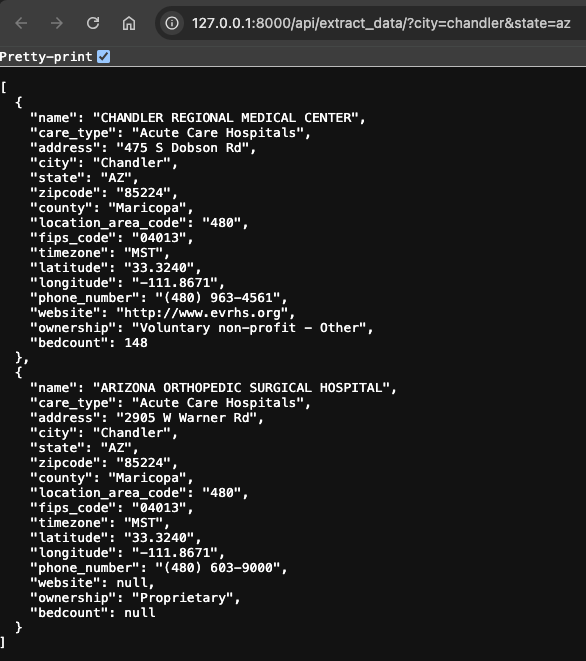 127.0.0.1:8000/api/extract_data/?city=chandler&state=az
Pretty-print
[
  {
    "name": "CHANDLER REGIONAL MEDICAL CENTER",
    "care_type": "Acute Care Hospitals",
    "address": "475 S Dobson Rd",
    "city": "Chandler",
    "state": "AZ",
    "zipcode": "85224",
    "county": "Maricopa",
    "location_area_code": "480",
    "fips_code": "04013",
    "timezone": "MST",
    "latitude": "33.3240",
    "longitude": "-111.8671",
    "phone_number": "(480) 963-4561",
    "website": "http://www.evrhs.org",
    "ownership": "Voluntary non-profit - Other",
    "bedcount": 148
  },
  {
    "name": "ARIZONA ORTHOPEDIC SURGICAL HOSPITAL",
    "care_type": "Acute Care Hospitals",
    "address": "2905 W Warner Rd",
    "city": "Chandler",
    "state": "AZ",
    "zipcode": "85224",
    "county": "Maricopa",
    "location_area_code": "480",
    "fips_code": "04013",
    "timezone": "MST",
    "latitude": "33.3240",
    "longitude": "-111.8671",
    "phone_number": "(480) 603-9000",
    "website": null,
    "ownership": "Proprietary",
    "bedcount": null
  }
]